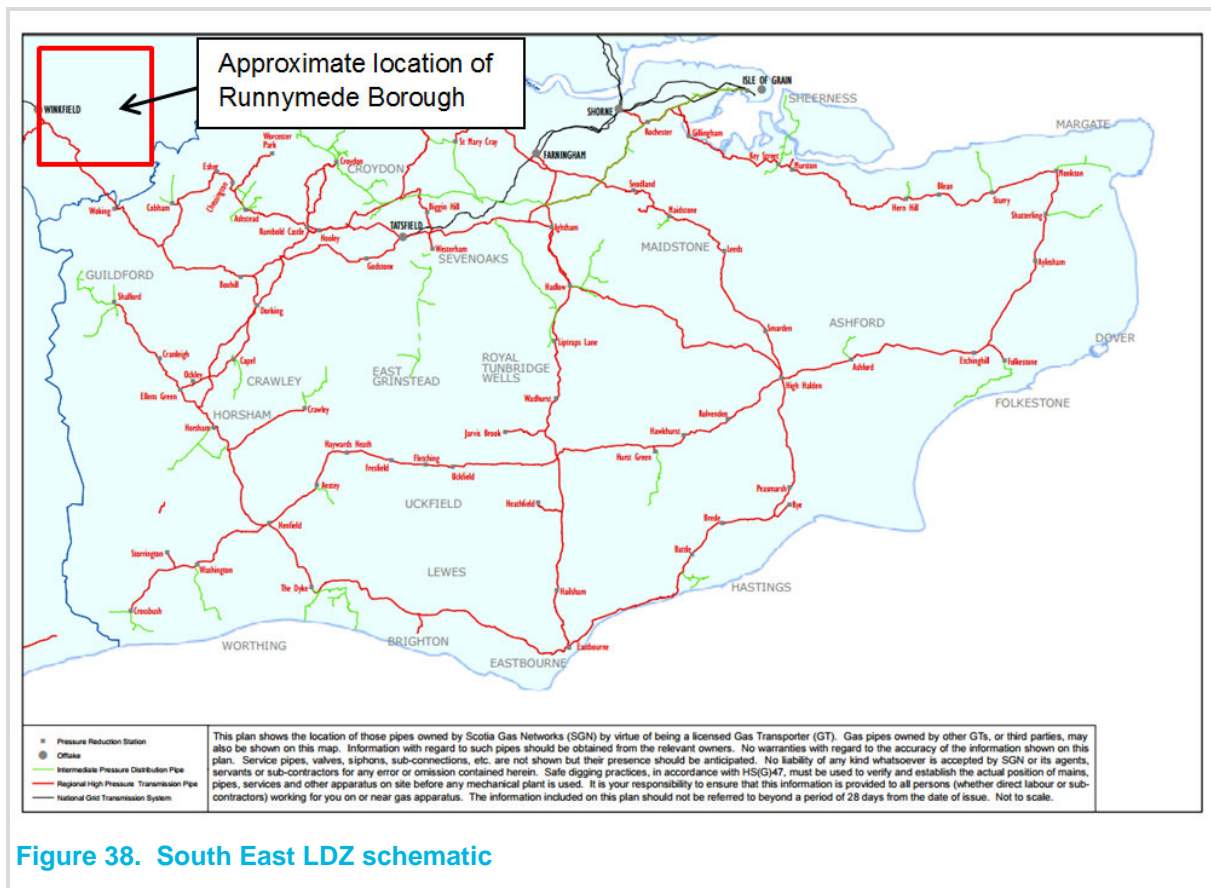 Approximate location of
Runnymede Borough
WINKFIELD
ISLE OF GRAIN
SHEERNESS
SHORNE
MARGATE
Rochester
Gillingham
Worcester
Park
St Mary Cray
FARNINGHAM
Key Street
Murston
Esher
Croydon
CROYDON
Chessington
Snodland
Monkton
Blean
Sturry
Hern Hill
Woking
Cobham
Ashstead
Biggin Hill
Maidstone
Shatterling
Rumbold Castle
Hooley
TATSFIELD
Ightham
Westerham
SEVENOAKS
MAIDSTONE
Leeds
Godstone
Aylesham
GUILDFORD
Boxhill
Hadlow
Shalford
Dorking
Smarden
ASHFORD
DOVER
Liptraps Lane
Cranleigh
Capel
ROYAL
TUNBRIDGE
WELLS
Ashford
Etchinghill
Folkestone
Ockley
CRAWLEY
EAST
GRINSTEAD
High Halden
Ellens Green
Wadhurst
FOLKESTONE
HORSHAM
Crawley
Rolvenden
Horsham
Jarvis Brook
Hawkhurst
Haywards Heath
Fletching
Hurst Green
Freshfield
Uckfield
Ansty
Peasmarsh
UCKFIELD
Heathfield
Rye
Henfield
Brede
Storrington
Battle
Washington
LEWES
The Dyke
Hailsham
HASTINGS
Crossbush
WORTHING
BRIGHTON
Eastbourne
EASTBOURNE
Pressure Reduction Station
Offtake
Intermediate Pressure Distribution Pipe
Regional High Pressure Transmission Pipe
National Grid Transmission System
This plan shows the location of those pipes owned by Scotia Gas Networks (SGN) by virtue of being a licensed Gas Transporter (GT). Gas pipes owned by other GTs, or third parties, may
also be shown on this map. Information with regard to such pipes should be obtained from the relevant owners. No warranties with regard to the accuracy of the information shown on this
plan. Service pipes, valves, siphons, sub-connections, etc. are not shown but their presence should be anticipated. No liability of any kind whatsoever is accepted by SGN or its agents,
servants or sub-contractors for any error or omission contained herein. Safe digging practices, in accordance with HS(G)47, must be used to verify and establish the actual position of mains,
pipes, services and other apparatus on site before any mechanical plant is used. It is your responsibility to ensure that this information is provided to all persons (whether direct labour or sub-
contractors) working for you on or near gas apparatus. The information included on this plan should not be referred to beyond a period of 28 days from the date of issue. Not to scale.
Figure 38. South East LDZ schematic